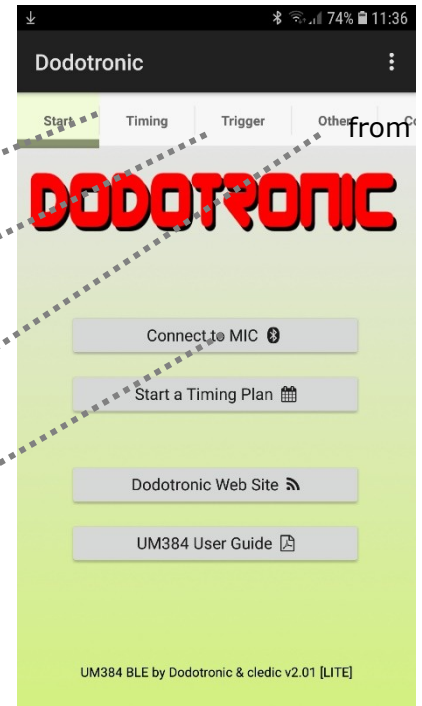 74% 11:36
Dodotronic
Start Timing Trigger Other Co
from
DODOTRONIC
Connect to MIC
Start a Timing Plan
Dodotronic Web Site
UM384 User Guide
UM384 BLE by Dodotronic & cledic v2.01 [LITE]